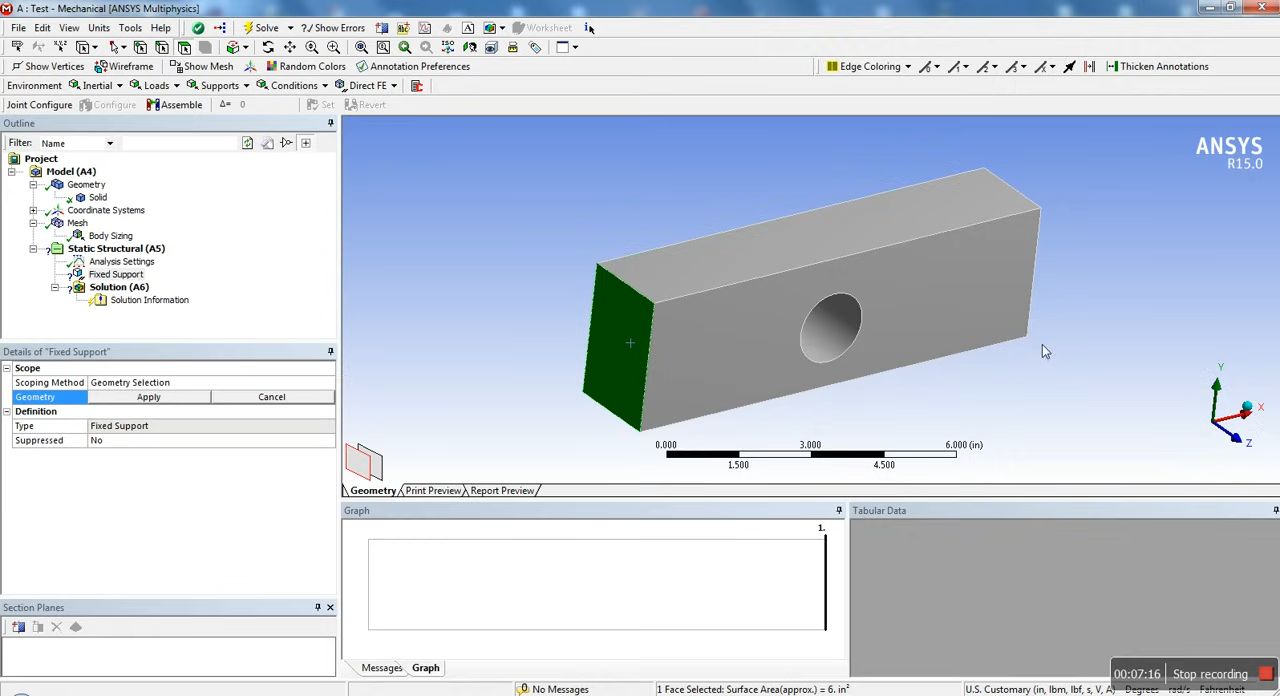 A : Test - Mechanical [ANSYS Multiphysics]
File Edit View Units Tools Help Solve ?/ Show Errors Worksheet
Show Vertices Wireframe Show Mesh Random Colors Annotation Preferences Edge Coloring Thicken Annotations
Environment Inertial Loads Supports Conditions Direct FE
Joint Configure Configure Assemble Δ= 0 Set Revert
Outline
Filter: Name
Project
Model (A4)
Geometry
Solid
Coordinate Systems
Mesh
Body Sizing
Static Structural (A5)
Analysis Settings
Fixed Support
Solution (A6)
Solution Information
Details of "Fixed Support"
Scope
Scoping Method Geometry Selection
Geometry Apply Cancel
Definition
Type Fixed Support
Suppressed No
Section Planes
ANSYS
R15.0
Y
X
Z
0.000 3.000 6.000 (in)
1.500 4.500
Geometry Print Preview Report Preview
Graph
1.
Messages Graph
Tabular Data
00:07:16 Stop recording
No Messages 1 Face Selected: Surface Area(approx.) = 6. in² U.S. Customary (in, lbm, lbf, s, V, A) Degrees rad/s Fahrenheit